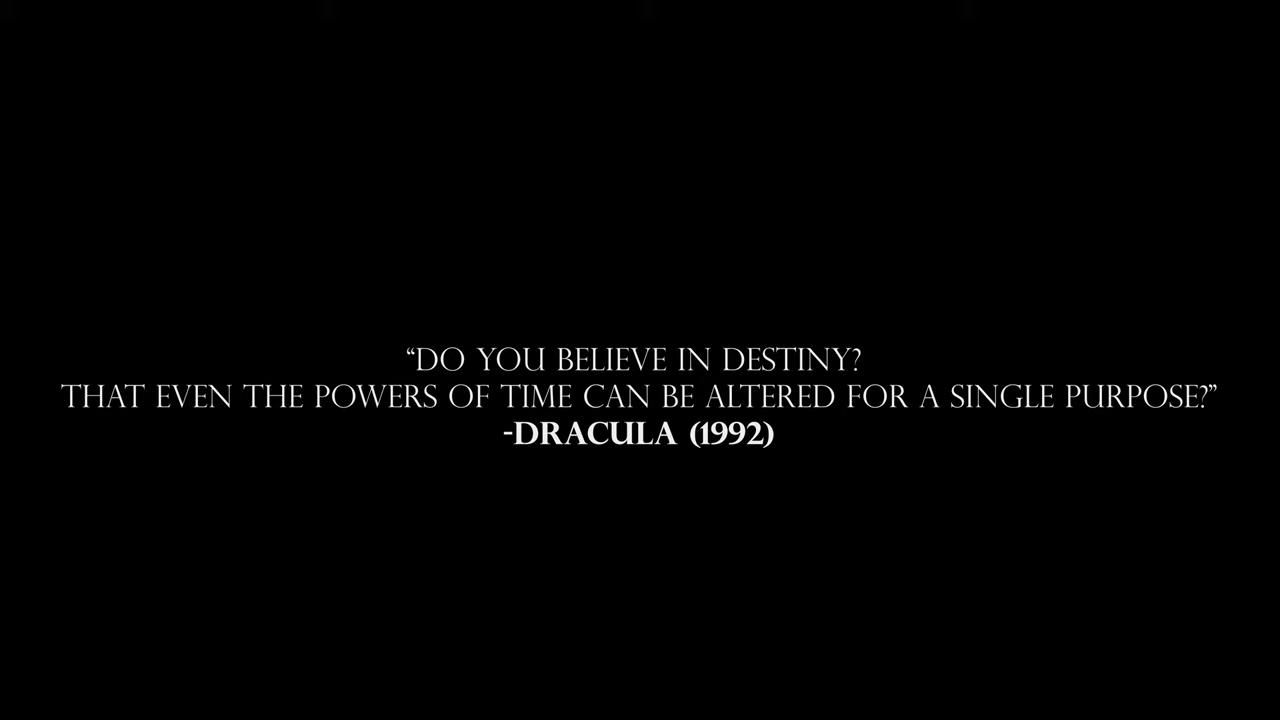 “DO YOU BELIEVE IN DESTINY?
THAT EVEN THE POWERS OF TIME CAN BE ALTERED FOR A SINGLE PURPOSE?”
-DRACULA (1992)